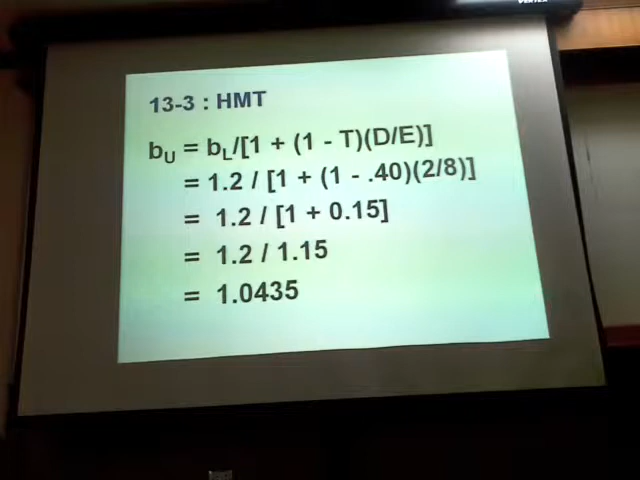 VERTEX
13-3 : HMT
bU = bL/[1 + (1 - T)(D/E)]
= 1.2 / [1 + (1 - .40)(2/8)]
= 1.2 / [1 + 0.15]
= 1.2 / 1.15
= 1.0435